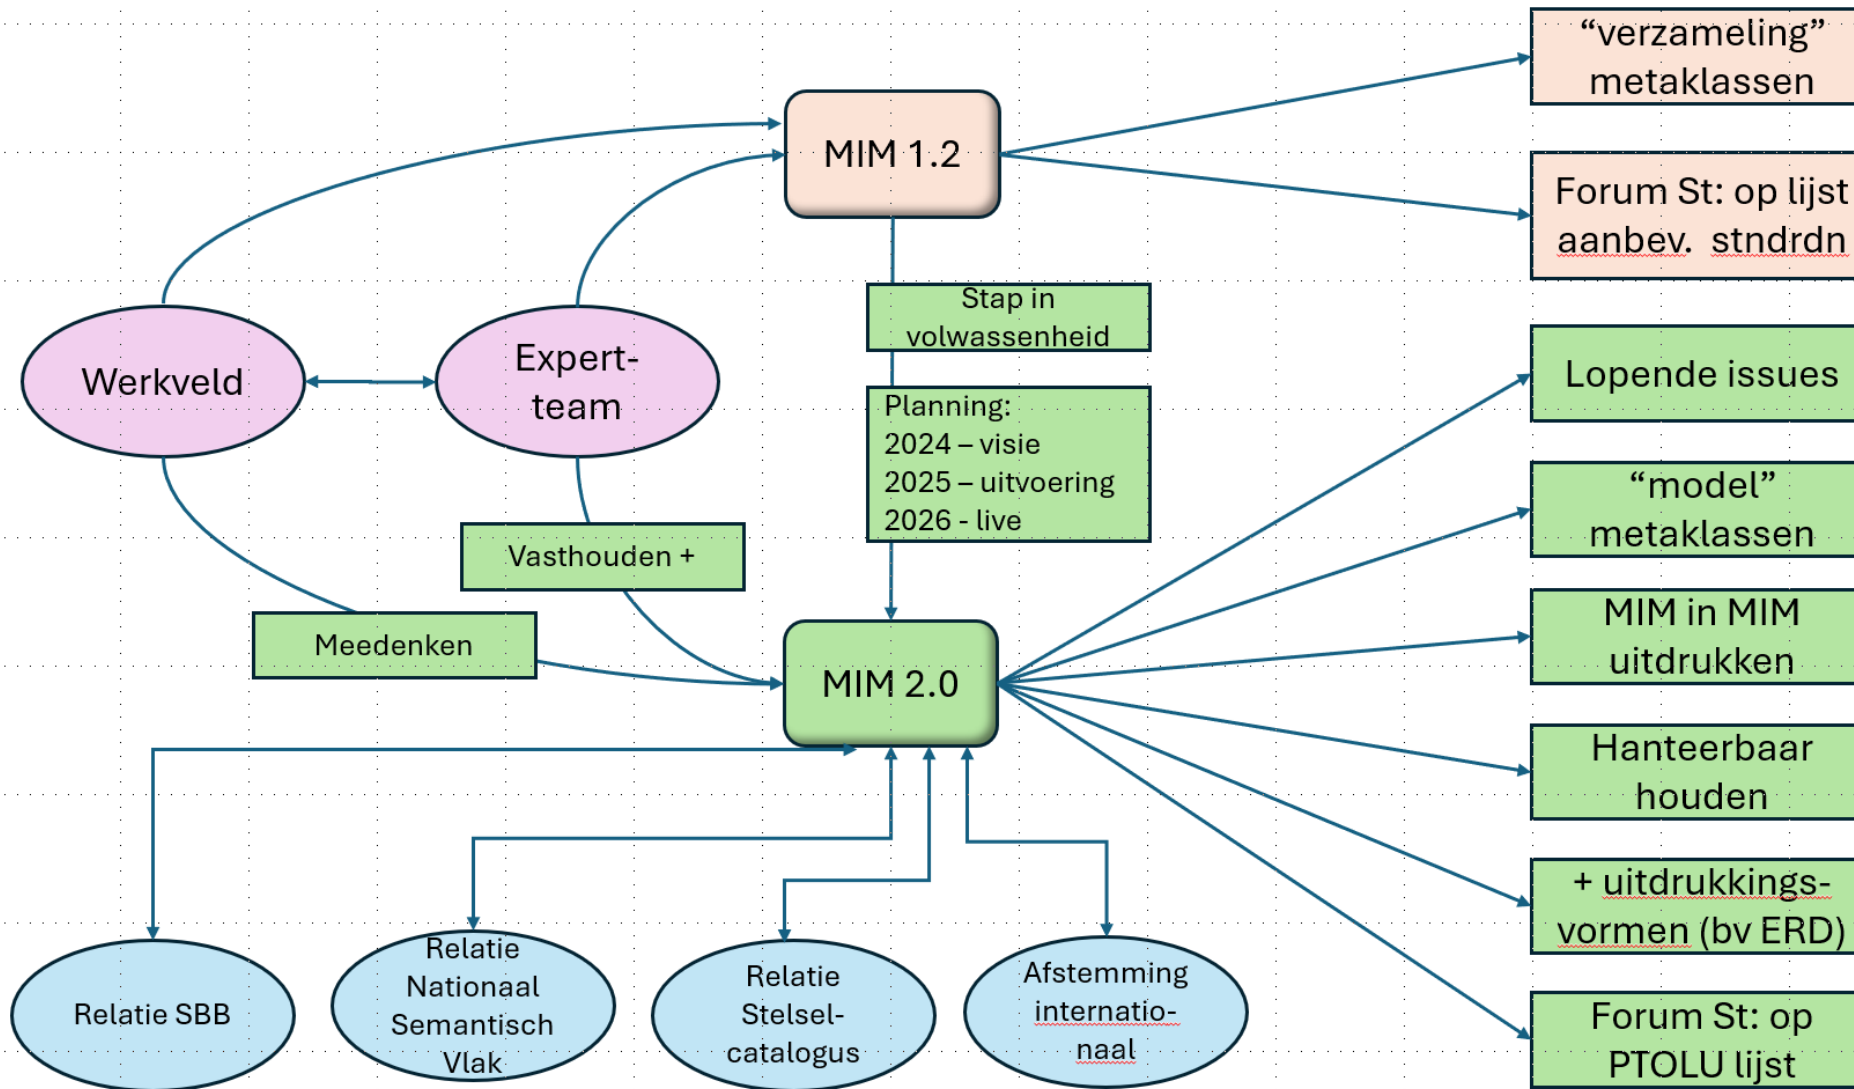 “verzameling”
metaklassen
MIM 1.2
Forum St: op lijst
aanbev. stndrdn
Stap in
volwassenheid
Werkveld
Expert-
team
Lopende issues
Planning:
2024 – visie
2025 – uitvoering
2026 - live
“model”
metaklassen
Vasthouden +
Meedenken
MIM 2.0
MIM in MIM
uitdrukken
Hanteerbaar
houden
+ uitdrukkings-
vormen (bv ERD)
Relatie SBB
Relatie
Nationaal
Semantisch
Vlak
Relatie
Stelsel-
catalogus
Afstemming
internatio-
naal
Forum St: op
PTOLU lijst